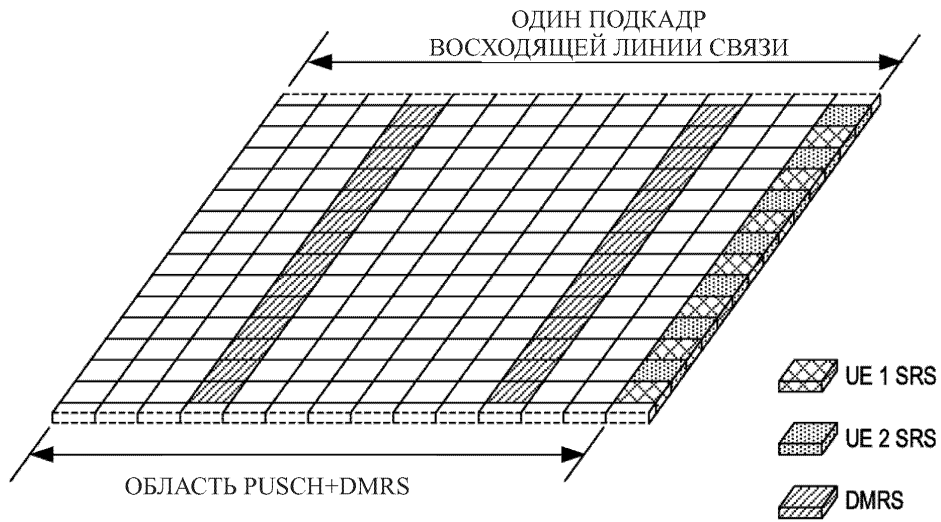 ОДИН ПОДКАДР
ВОСХОДЯЩЕЙ ЛИНИИ СВЯЗИ
UE 1 SRS
UE 2 SRS
DMRS
ОБЛАСТЬ PUSCH+DMRS